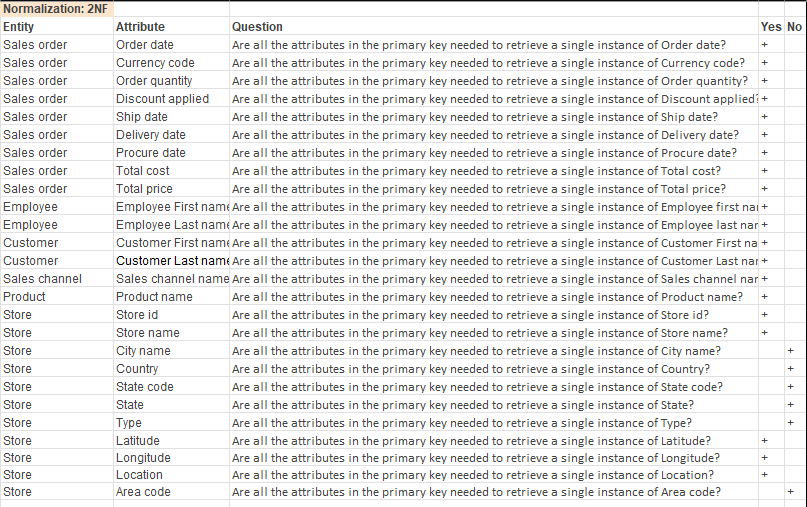 Normalization: 2NF
Entity Attribute Question Yes No
Sales order Order date Are all the attributes in the primary key needed to retrieve a single instance of Order date? +
Sales order Currency code Are all the attributes in the primary key needed to retrieve a single instance of Currency code? +
Sales order Order quantity Are all the attributes in the primary key needed to retrieve a single instance of Order quantity? +
Sales order Discount applied Are all the attributes in the primary key needed to retrieve a single instance of Discount applied? +
Sales order Ship date Are all the attributes in the primary key needed to retrieve a single instance of Ship date? +
Sales order Delivery date Are all the attributes in the primary key needed to retrieve a single instance of Delivery date? +
Sales order Procure date Are all the attributes in the primary key needed to retrieve a single instance of Procure date? +
Sales order Total cost Are all the attributes in the primary key needed to retrieve a single instance of Total cost? +
Sales order Total price Are all the attributes in the primary key needed to retrieve a single instance of Total price? +
Employee Employee First name Are all the attributes in the primary key needed to retrieve a single instance of Employee first nar +
Employee Employee Last name Are all the attributes in the primary key needed to retrieve a single instance of Employee last nar +
Customer Customer First name Are all the attributes in the primary key needed to retrieve a single instance of Customer First na +
Customer Customer Last name Are all the attributes in the primary key needed to retrieve a single instance of Customer Last nar +
Sales channel Sales channel name Are all the attributes in the primary key needed to retrieve a single instance of Sales channel nar +
Product Product name Are all the attributes in the primary key needed to retrieve a single instance of Product name? +
Store Store id Are all the attributes in the primary key needed to retrieve a single instance of Store id? +
Store Store name Are all the attributes in the primary key needed to retrieve a single instance of Store name? +
Store City name Are all the attributes in the primary key needed to retrieve a single instance of City name? +
Store Country Are all the attributes in the primary key needed to retrieve a single instance of Country? +
Store State code Are all the attributes in the primary key needed to retrieve a single instance of State code? +
Store State Are all the attributes in the primary key needed to retrieve a single instance of State? +
Store Type Are all the attributes in the primary key needed to retrieve a single instance of Type? +
Store Latitude Are all the attributes in the primary key needed to retrieve a single instance of Latitude? +
Store Longitude Are all the attributes in the primary key needed to retrieve a single instance of Longitude? +
Store Location Are all the attributes in the primary key needed to retrieve a single instance of Location? +
Store Area code Are all the attributes in the primary key needed to retrieve a single instance of Area code? +